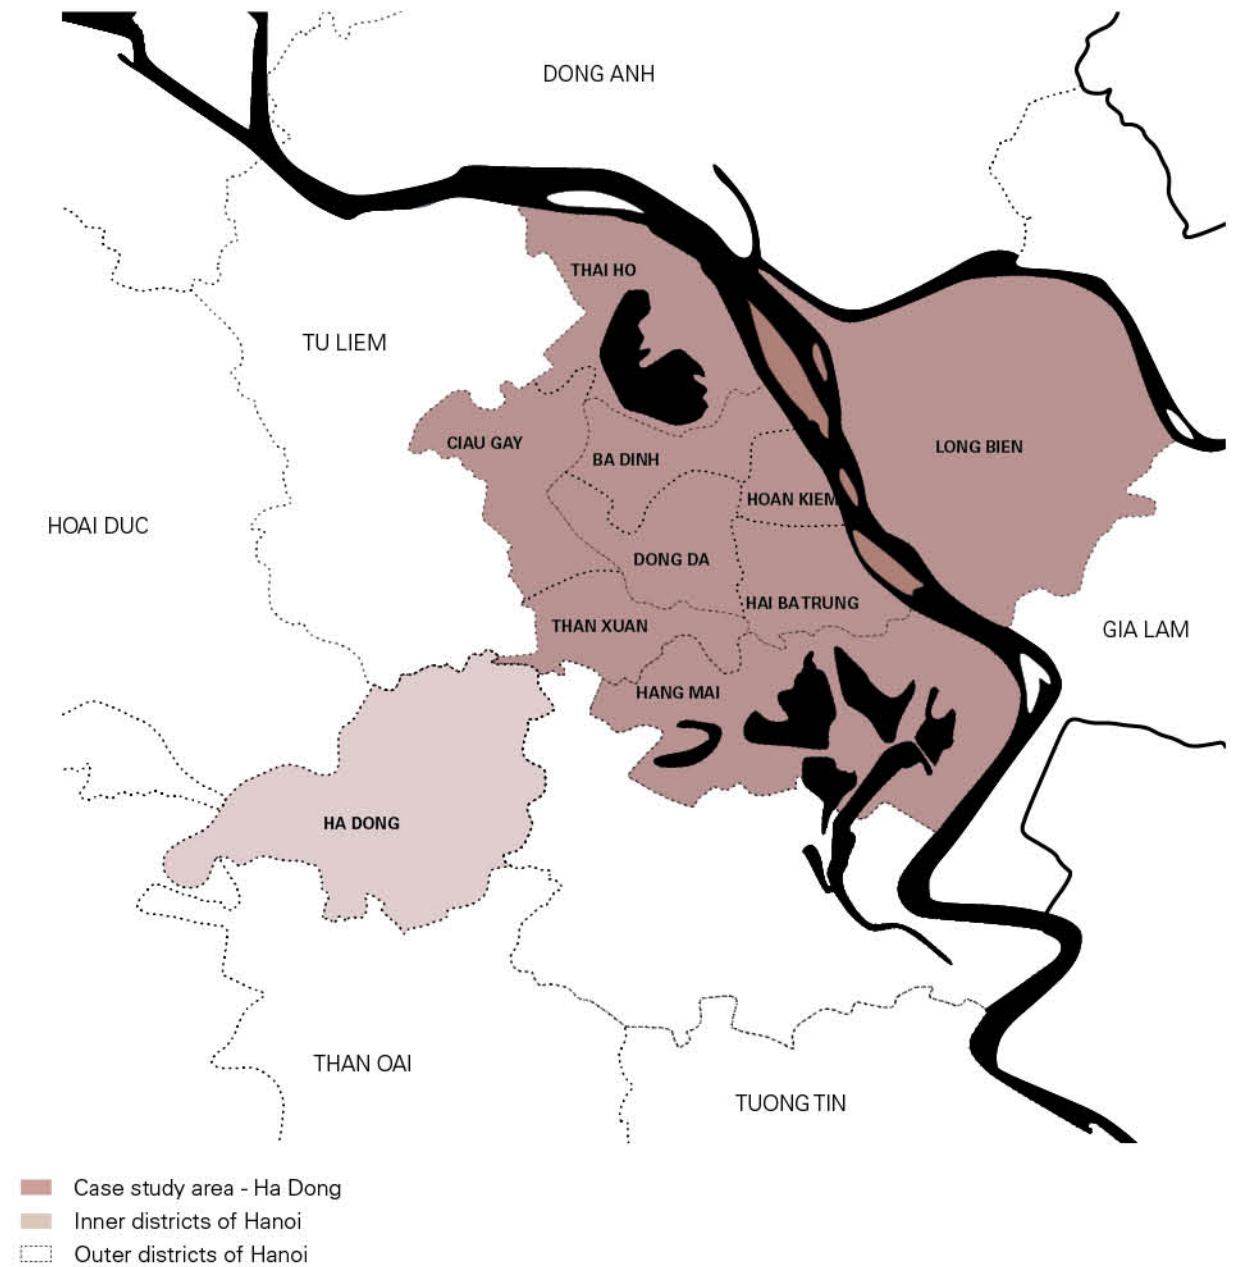 DONG ANH
THAI HO
TU LIEM
CIAU GAY
BA DINH
LONG BIEN
HOAN KIEM
HOAI DUC
DONG DA
HAI BA TRUNG
THAN XUAN
GIA LAM
HANG MAI
HA DONG
THAN OAI
TUONG TIN
Case study area - Ha Dong
Inner districts of Hanoi
Outer districts of Hanoi